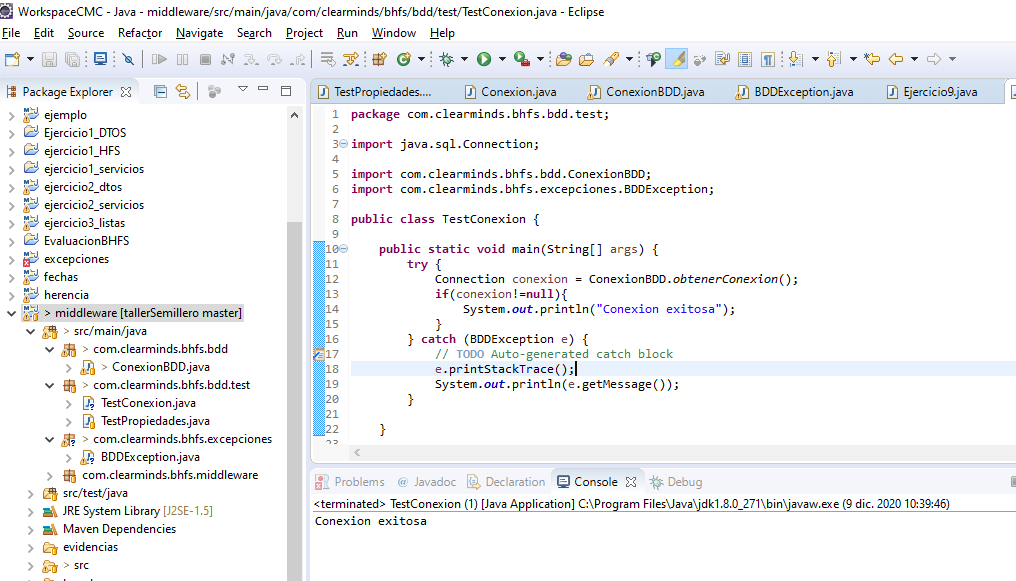 WorkspaceCMC - Java - middleware/src/main/java/com/clearminds/bhfs/bdd/test/TestConexion.java - Eclipse
File Edit Source Refactor Navigate Search Project Run Window Help
Package Explorer
TestPropiedades.... Conexion.java ConexionBDD.java BDDException.java Ejercicio9.java
ejemplo
Ejercicio1_DTOS
ejercicio1_HFS
ejercicio1_servicios
ejercicio2_dtos
ejercicio2_servicios
ejercicio3_listas
EvaluacionBHFS
excepciones
fechas
herencia
> middleware [tallerSemillero master]
> src/main/java
> com.clearminds.bhfs.bdd
> ConexionBDD.java
> com.clearminds.bhfs.bdd.test
TestConexion.java
TestPropiedades.java
> com.clearminds.bhfs.excepciones
BDDException.java
com.clearminds.bhfs.middleware
src/test/java
JRE System Library [J2SE-1.5]
Maven Dependencies
evidencias
> src
1 package com.clearminds.bhfs.bdd.test;
2
3 import java.sql.Connection;
4
5 import com.clearminds.bhfs.bdd.ConexionBDD;
6 import com.clearminds.bhfs.excepciones.BDDException;
7
8 public class TestConexion {
9
10 public static void main(String[] args) {
11 try {
12 Connection conexion = ConexionBDD.obtenerConexion();
13 if(conexion!=null){
14 System.out.println("Conexion exitosa");
15 }
16 } catch (BDDException e) {
17 // TODO Auto-generated catch block
18 e.printStackTrace();
19 System.out.println(e.getMessage());
20 }
21
22 }
23
Problems @ Javadoc Declaration Console Debug
<terminated> TestConexion (1) [Java Application] C:\Program Files\Java\jdk1.8.0_271\bin\javaw.exe (9 dic. 2020 10:39:46)
Conexion exitosa